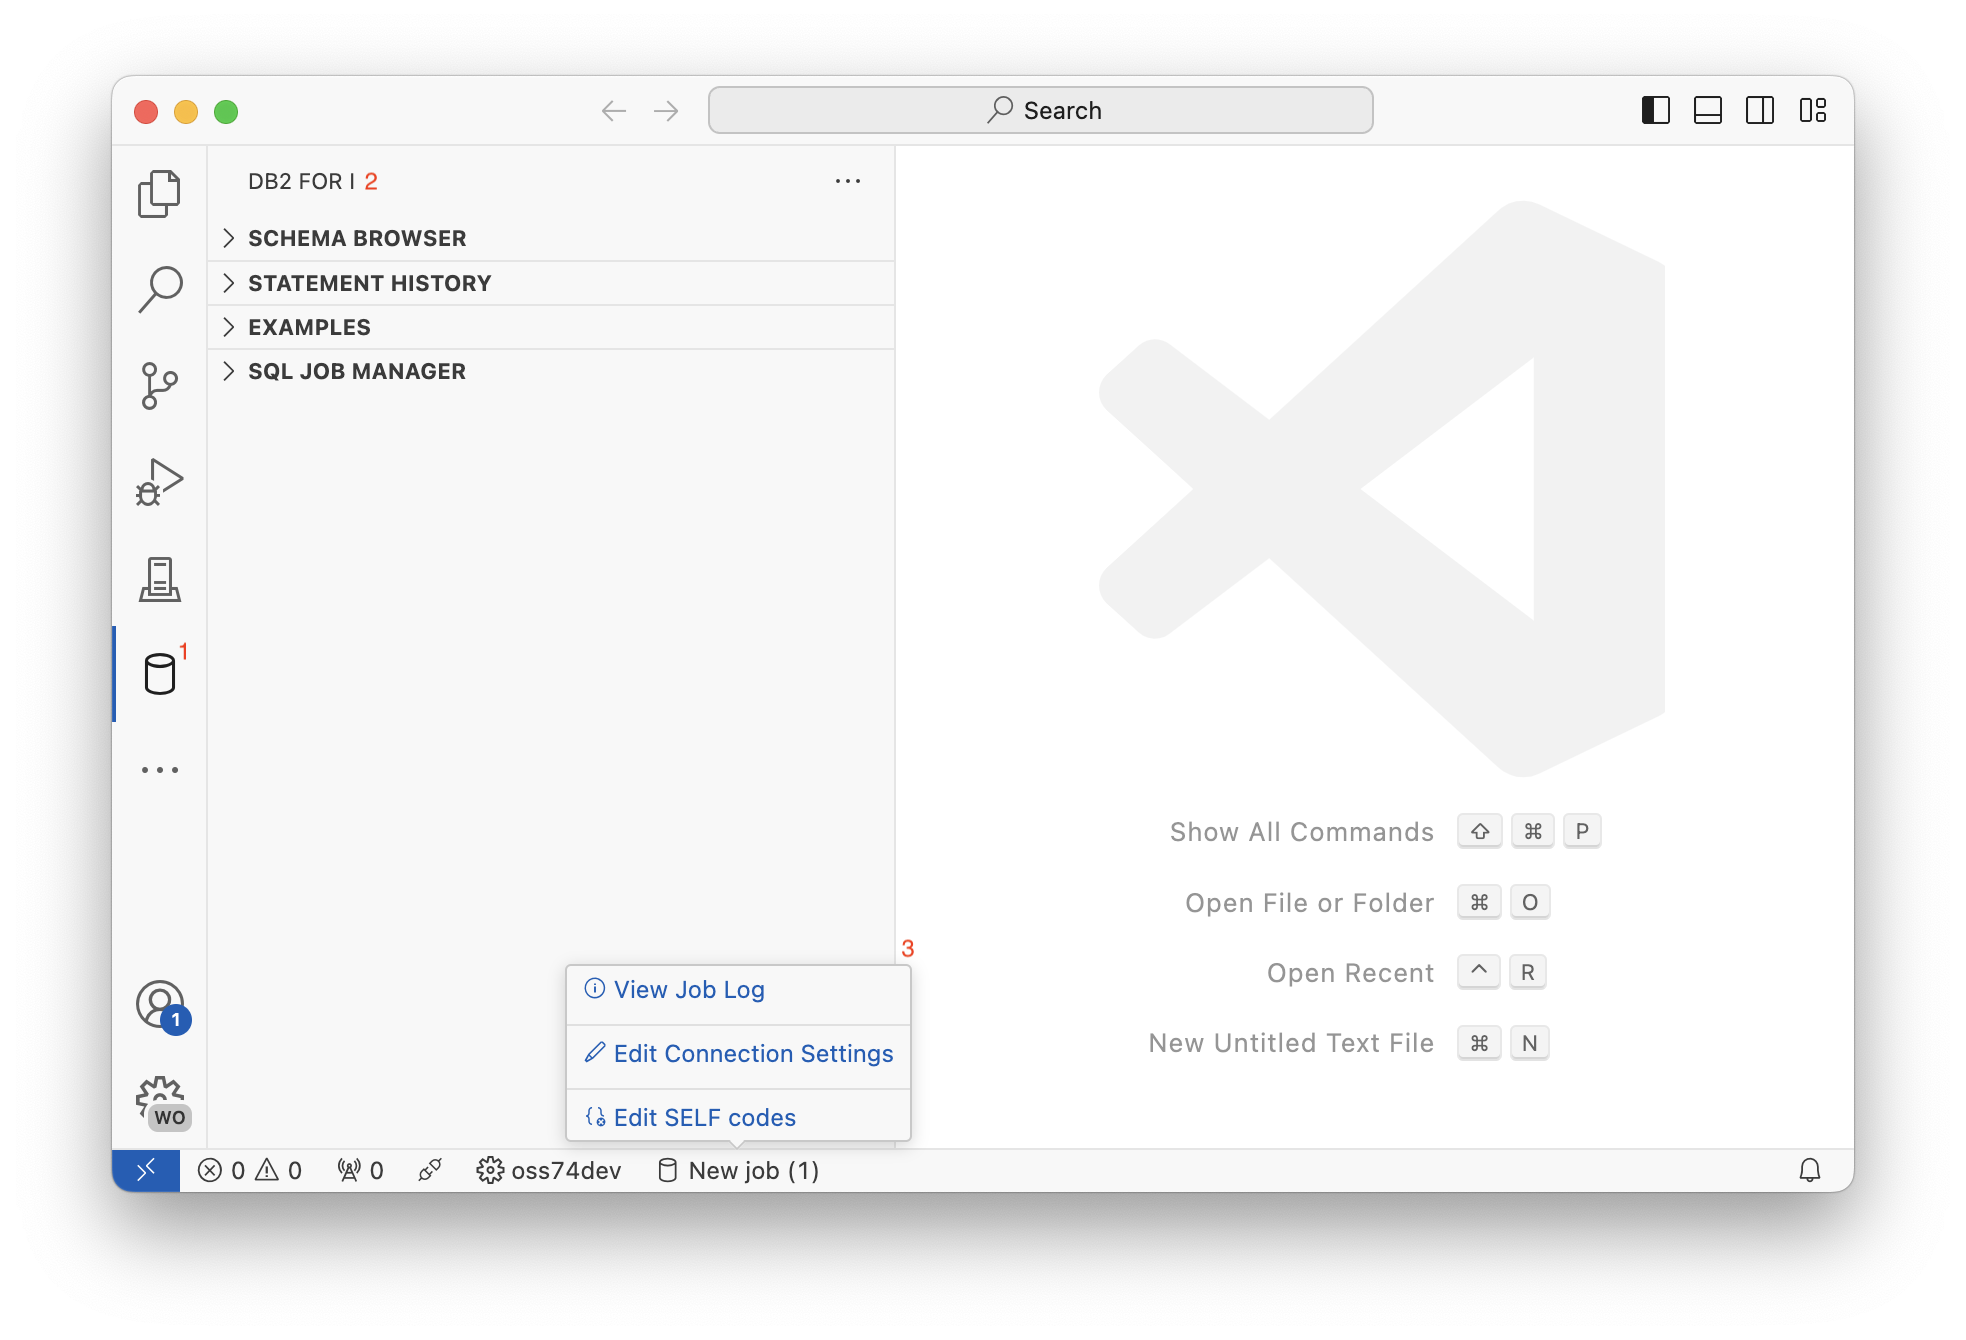 Search
DB2 FOR I 2
SCHEMA BROWSER
STATEMENT HISTORY
EXAMPLES
SQL JOB MANAGER
1
Show All Commands ⇧ ⌘ P
Open File or Folder ⌘ O
Open Recent ^ R
New Untitled Text File ⌘ N
3
View Job Log
Edit Connection Settings
Edit SELF codes
1
WO
0 0 0 oss74dev New job (1)